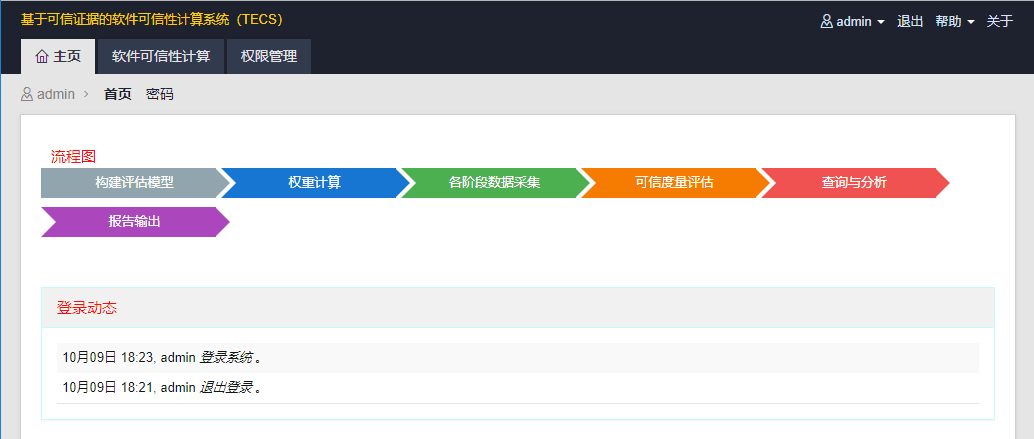 基于可信证据的软件可信性计算系统（TECS）
admin 退出 帮助 关于
主页 软件可信性计算 权限管理
admin › 首页 密码
流程图
构建评估模型 权重计算 各阶段数据采集 可信度量评估 查询与分析
报告输出
登录动态
10月09日 18:23, admin 登录系统 。
10月09日 18:21, admin 退出登录 。